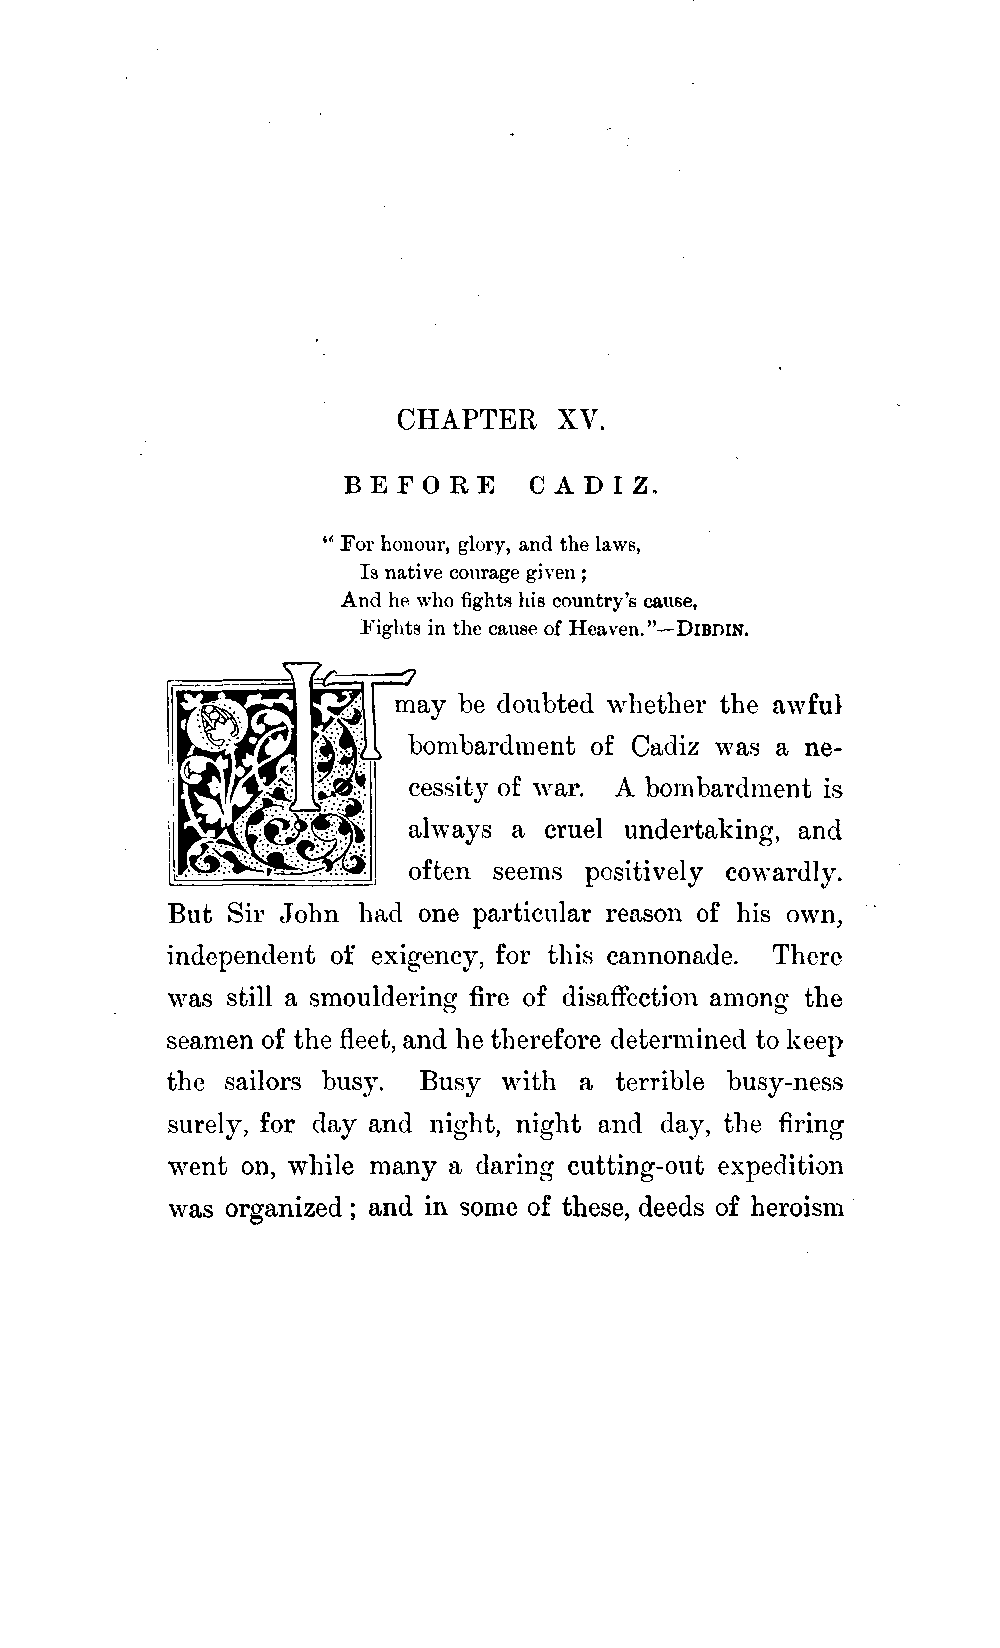 CHAPTER XV.
BEFORE CADIZ.
“For honour, glory, and the laws,
Is native courage given;
And he who fights his country's cause,
Fights in the cause of Heaven.”—DIBDIN.
IT may be doubted whether the awful
bombardment of Cadiz was a ne-
cessity of war. A bombardment is
always a cruel undertaking, and
often seems positively cowardly.
But Sir John had one particular reason of his own,
independent of exigency, for this cannonade. There
was still a smouldering fire of disaffection among the
seamen of the fleet, and he therefore determined to keep
the sailors busy. Busy with a terrible busy-ness
surely, for day and night, night and day, the firing
went on, while many a daring cutting-out expedition
was organized; and in some of these, deeds of heroism